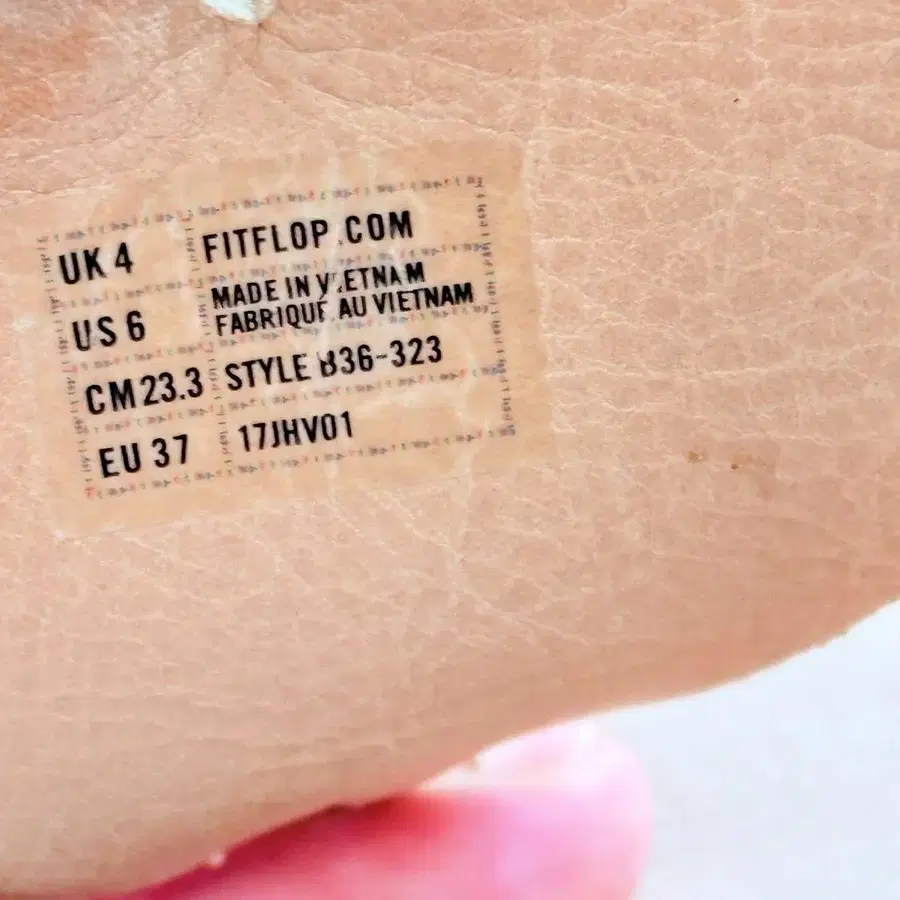 UK 4
US 6
CM 23.3
EU 37
FITFLOP.COM
MADE IN VIETNAM
FABRIQUE AU VIETNAM
STYLE B36-323
17JHV01